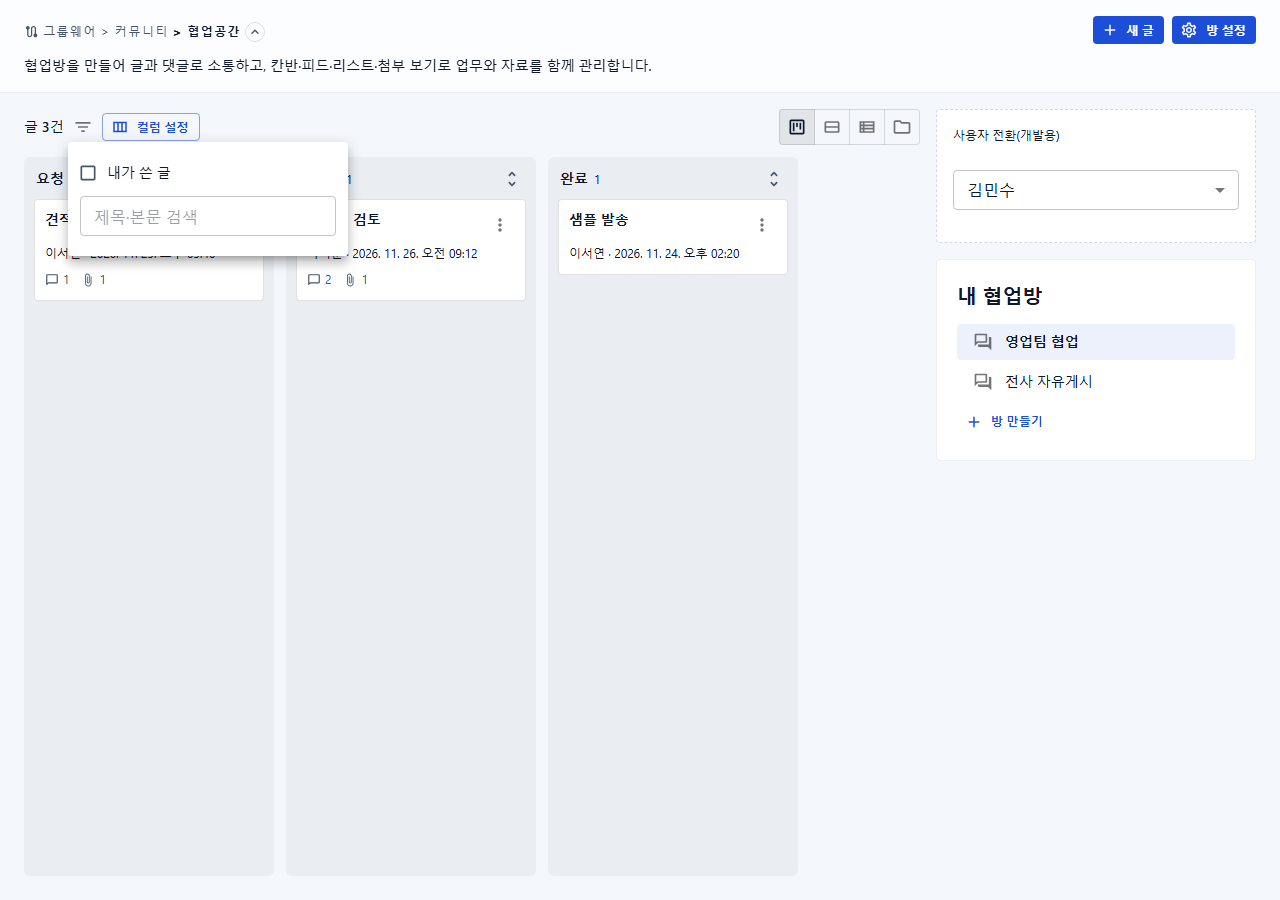 그룹웨어 > 커뮤니티 > 협업공간
+ 새 글
방 설정
협업방을 만들어 글과 댓글로 소통하고, 칸반·피드·리스트·첨부 보기로 업무와 자료를 함께 관리합니다.
글 3건
컬럼 설정
내가 쓴 글
제목·본문 검색
요청
견적
이서
1 1
1
검토
· 2026. 11. 26. 오전 09:12
2 1
완료 1
샘플 발송
이서연 · 2026. 11. 24. 오후 02:20
사용자 전환(개발용)
김민수
내 협업방
영업팀 협업
전사 자유게시
+ 방 만들기